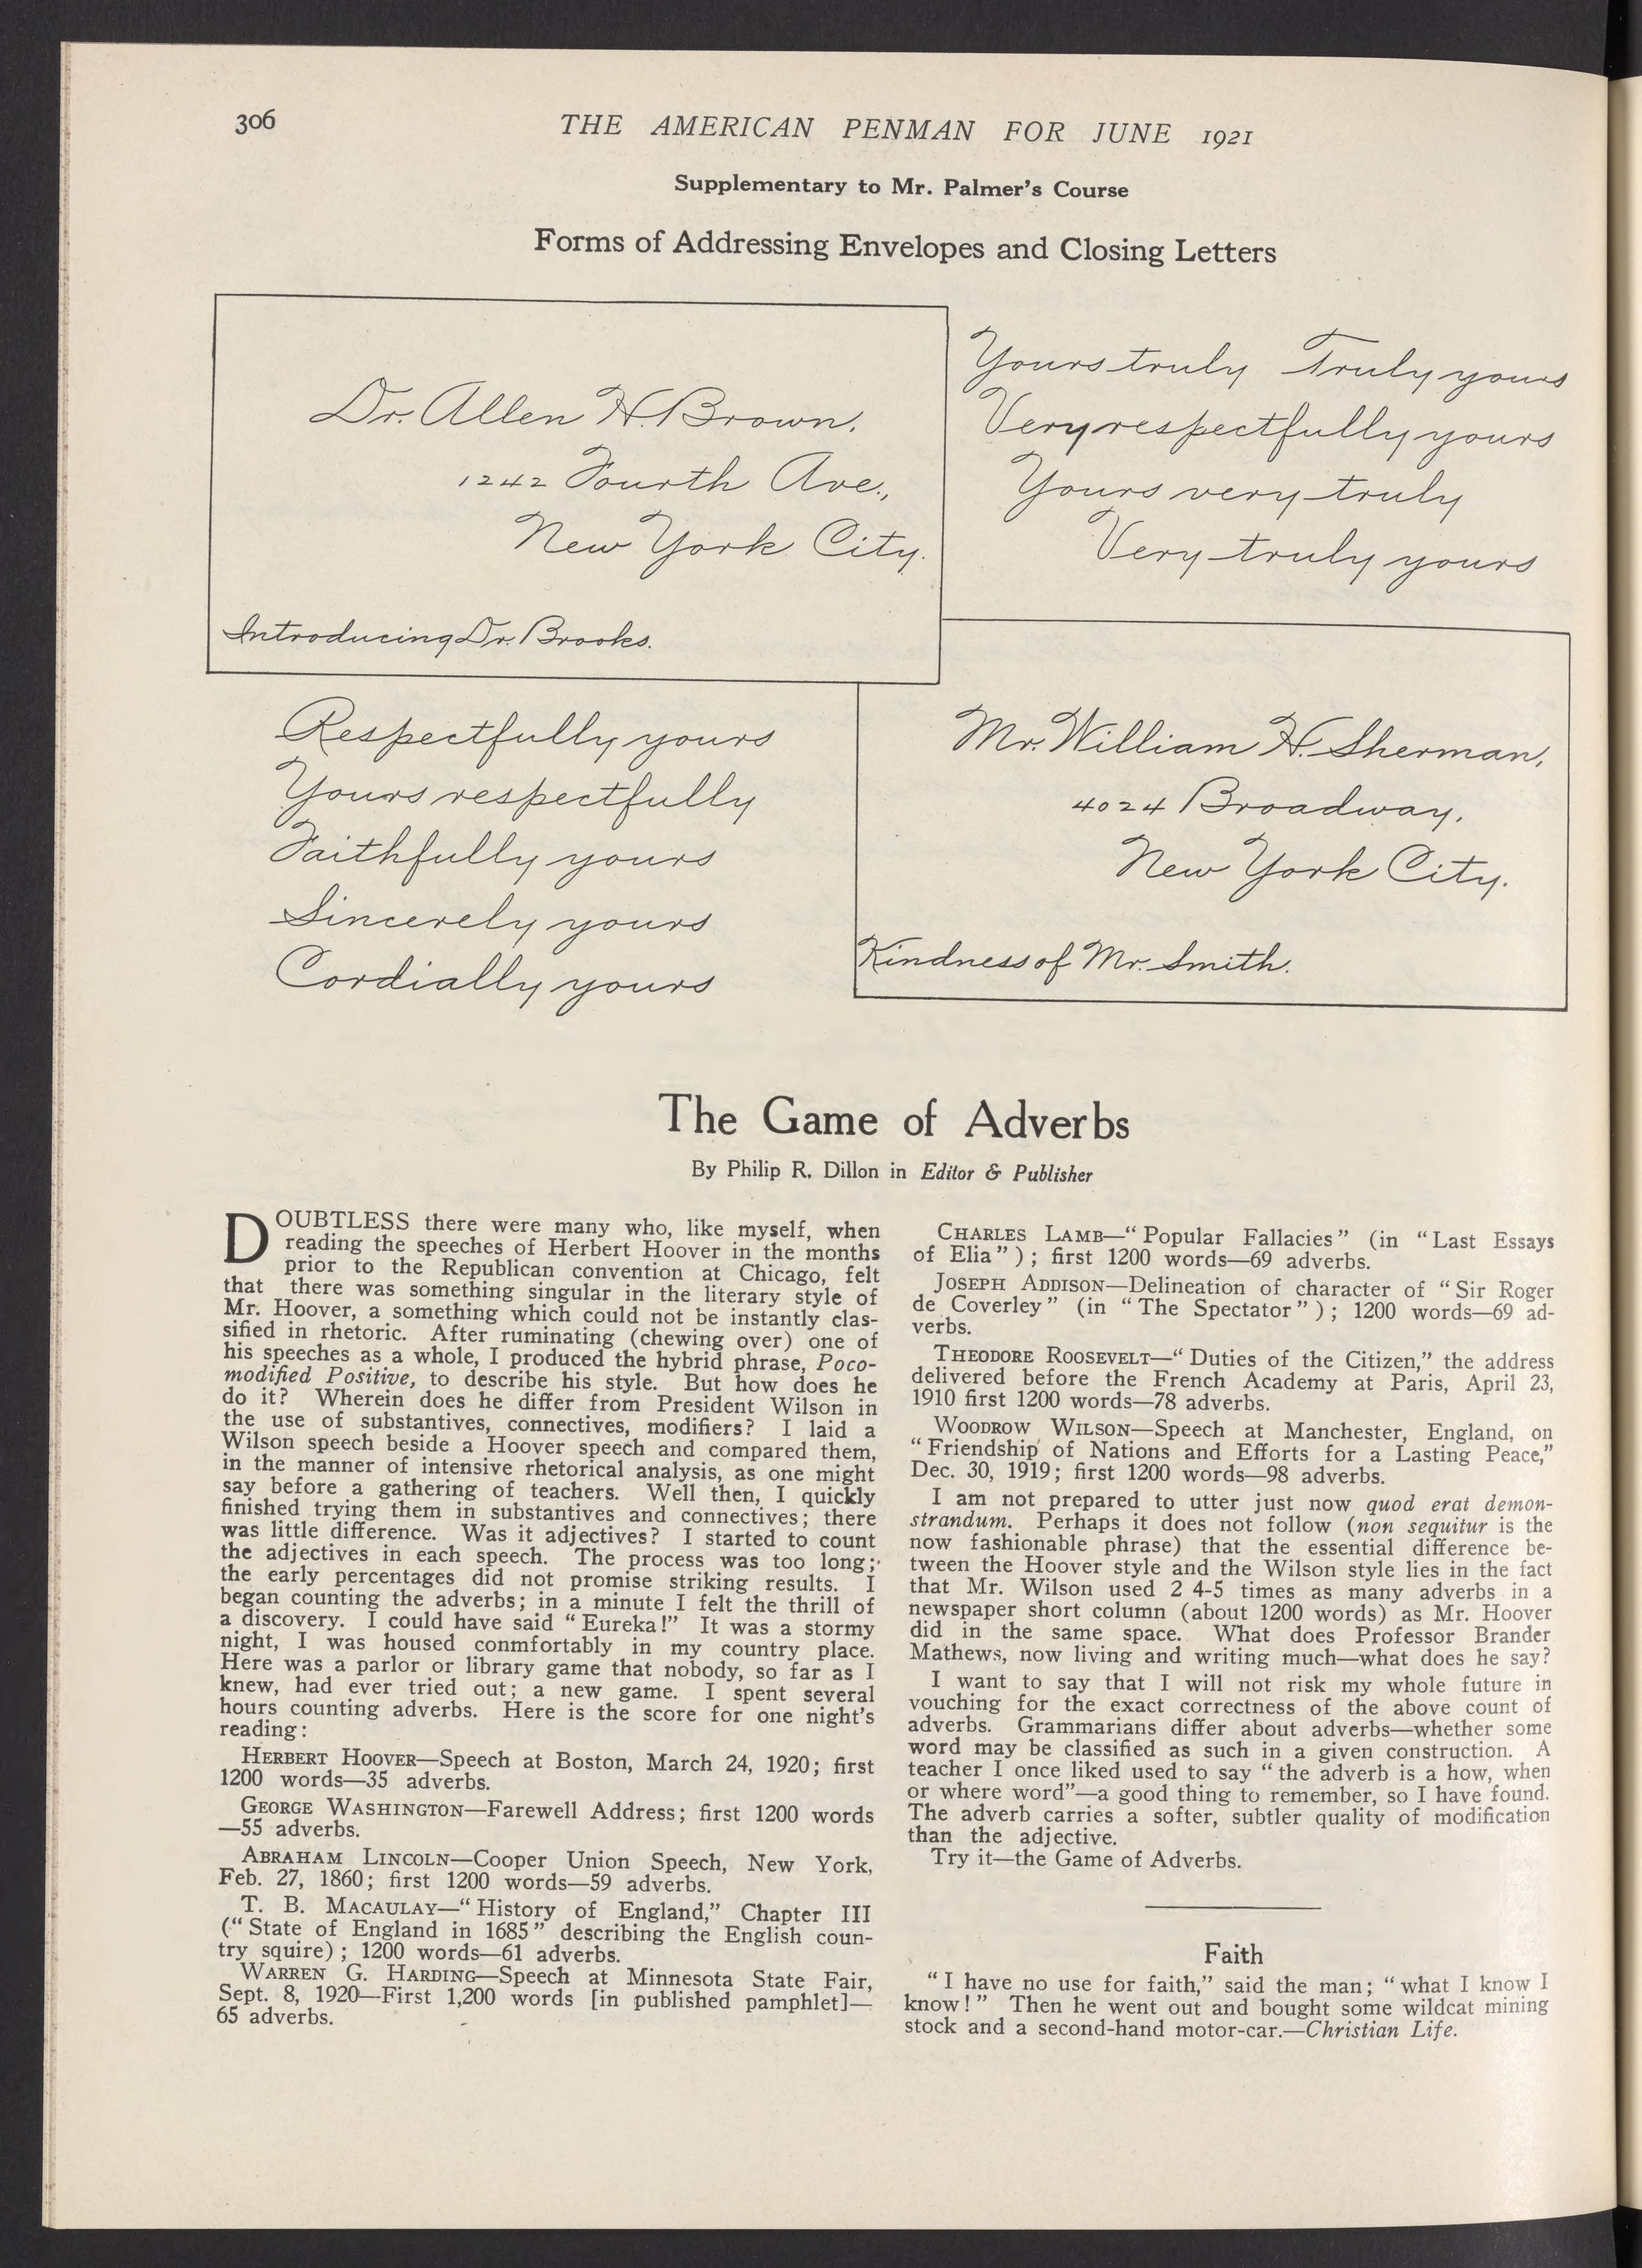 306
THE AMERICAN PENMAN FOR JUNE 1921
Supplementary to Mr. Palmer's Course
Forms of Addressing Envelopes and Closing Letters
Dr. Allen H. Brown,
1242 Fourth Ave.,
New York City.
Introducing Dr. Brooks.
Yours truly Truly yours
Very respectfully yours
Yours very truly
Very truly yours
Respectfully yours
Yours respectfully
Faithfully yours
Sincerely yours
Cordially yours
Mr. William H. Sherman,
4024 Broadway,
New York City.
Kindness of Mr. Smith.
The Game of Adverbs
By Philip R. Dillon in Editor & Publisher
DOUBTLESS there were many who, like myself, when
reading the speeches of Herbert Hoover in the months
prior to the Republican convention at Chicago, felt
that there was something singular in the literary style of
Mr. Hoover, a something which could not be instantly clas-
sified in rhetoric. After ruminating (chewing over) one of
his speeches as a whole, I produced the hybrid phrase, Poco-
modified Positive, to describe his style. But how does he
do it? Wherein does he differ from President Wilson in
the use of substantives, connectives, modifiers? I laid a
Wilson speech beside a Hoover speech and compared them,
in the manner of intensive rhetorical analysis, as one might
say before a gathering of teachers. Well then, I quickly
finished trying them in substantives and connectives; there
was little difference. Was it adjectives? I started to count
the adjectives in each speech. The process was too long;
the early percentages did not promise striking results. I
began counting the adverbs; in a minute I felt the thrill of
a discovery. I could have said "Eureka!" It was a stormy
night, I was housed conmfortably in my country place.
Here was a parlor or library game that nobody, so far as I
knew, had ever tried out; a new game. I spent several
hours counting adverbs. Here is the score for one night's
reading:
HERBERT HOOVER—Speech at Boston, March 24, 1920; first
1200 words—35 adverbs.
GEORGE WASHINGTON—Farewell Address; first 1200 words
—55 adverbs.
ABRAHAM LINCOLN—Cooper Union Speech, New York,
Feb. 27, 1860; first 1200 words—59 adverbs.
T. B. MACAULAY—"History of England," Chapter III
("State of England in 1685" describing the English coun-
try squire); 1200 words—61 adverbs.
WARREN G. HARDING—Speech at Minnesota State Fair,
Sept. 8, 1920—First 1,200 words [in published pamphlet]—
65 adverbs.
CHARLES LAMB—"Popular Fallacies" (in "Last Essays
of Elia"); first 1200 words—69 adverbs.
JOSEPH ADDISON—Delineation of character of "Sir Roger
de Coverley" (in "The Spectator"); 1200 words—69 ad-
verbs.
THEODORE ROOSEVELT—"Duties of the Citizen," the address
delivered before the French Academy at Paris, April 23,
1910 first 1200 words—78 adverbs.
WOODROW WILSON—Speech at Manchester, England, on
"Friendship of Nations and Efforts for a Lasting Peace,"
Dec. 30, 1919; first 1200 words—98 adverbs.
I am not prepared to utter just now quod erat demon-
strandum. Perhaps it does not follow (non sequitur is the
now fashionable phrase) that the essential difference be-
tween the Hoover style and the Wilson style lies in the fact
that Mr. Wilson used 2 4-5 times as many adverbs in a
newspaper short column (about 1200 words) as Mr. Hoover
did in the same space. What does Professor Brander
Mathews, now living and writing much—what does he say?
I want to say that I will not risk my whole future in
vouching for the exact correctness of the above count of
adverbs. Grammarians differ about adverbs—whether some
word may be classified as such in a given construction. A
teacher I once liked used to say "the adverb is a how, when
or where word"—a good thing to remember, so I have found.
The adverb carries a softer, subtler quality of modification
than the adjective.
Try it—the Game of Adverbs.
Faith
"I have no use for faith," said the man; "what I know I
know!" Then he went out and bought some wildcat mining
stock and a second-hand motor-car.—Christian Life.